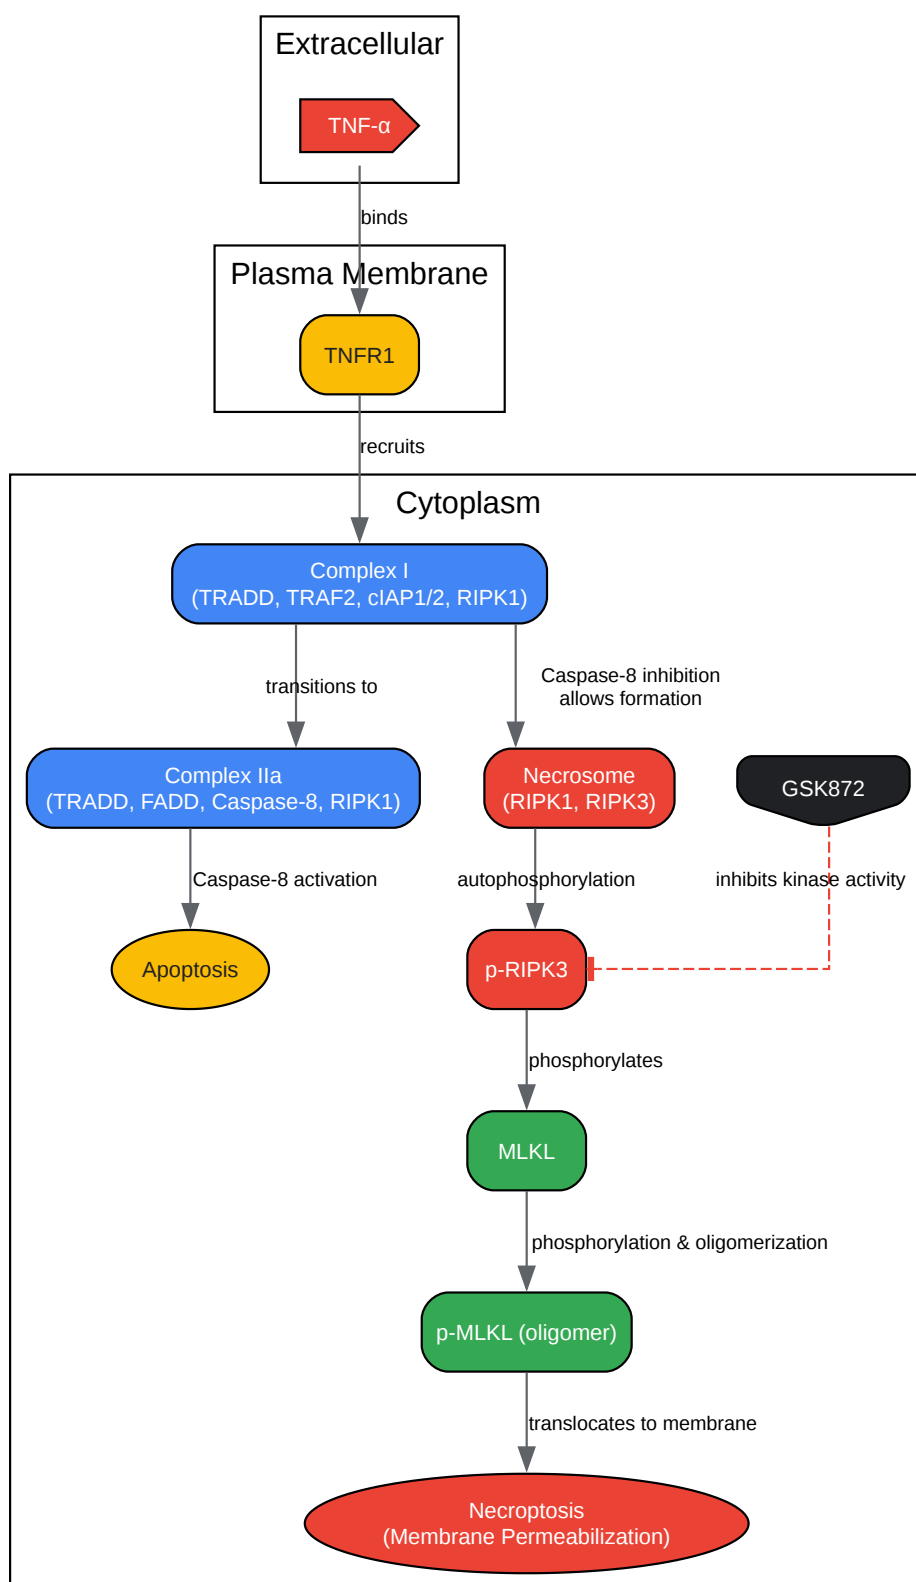 Extracellular
TNF-α
binds
Plasma Membrane
TNFR1
recruits
Cytoplasm
Complex I
(TRADD, TRAF2, cIAP1/2, RIPK1)
transitions to
Caspase-8 inhibition
allows formation
Complex IIa
(TRADD, FADD, Caspase-8, RIPK1)
Necrosome
(RIPK1, RIPK3)
GSK872
Caspase-8 activation
autophosphorylation
inhibits kinase activity
Apoptosis
p-RIPK3
phosphorylates
MLKL
phosphorylation & oligomerization
p-MLKL (oligomer)
translocates to membrane
Necroptosis
(Membrane Permeabilization)